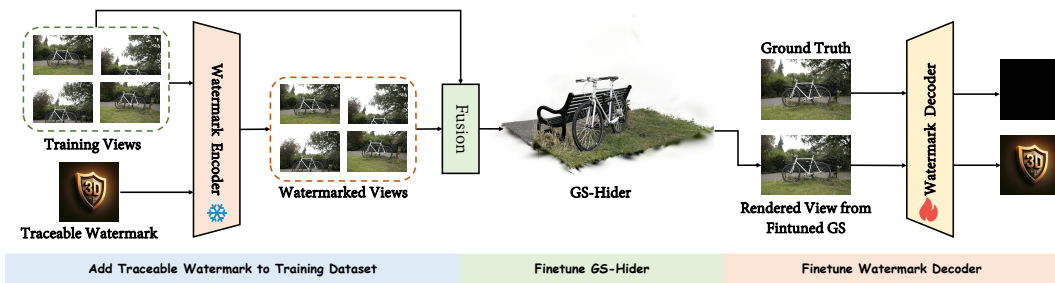 Training Views
Traceable Watermark
3D
Watermark Encoder
Watermarked Views
Fusion
GS-Hider
Ground Truth
Rendered View from
Fintuned GS
Watermark Decoder
3D
Add Traceable Watermark to Training Dataset
Finetune GS-Hider
Finetune Watermark Decoder